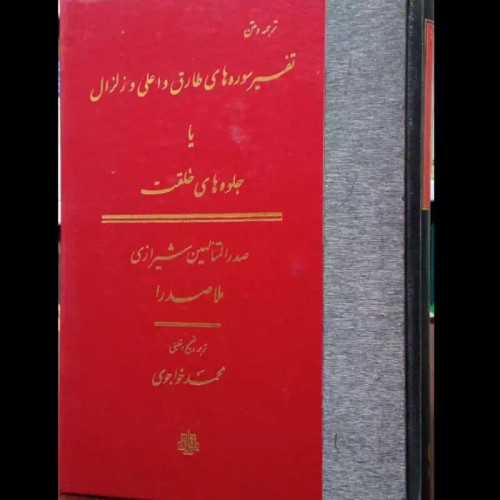 ترجمه و متن
تفسیر سوره های طارق و اعلی و زلزال
یا
جلوه های خلقت
صدرالمتألهین شیرازی
ملاصدرا
ترجمه و تصحیح و تعلیق
محمد خواجوی